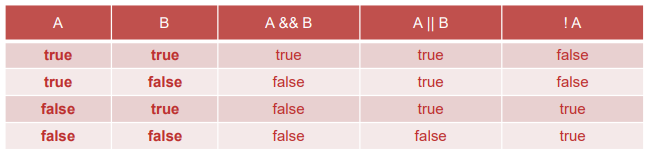 A B A && B A || B ! A
true true true true false
true false false true false
false true false true true
false false false false true